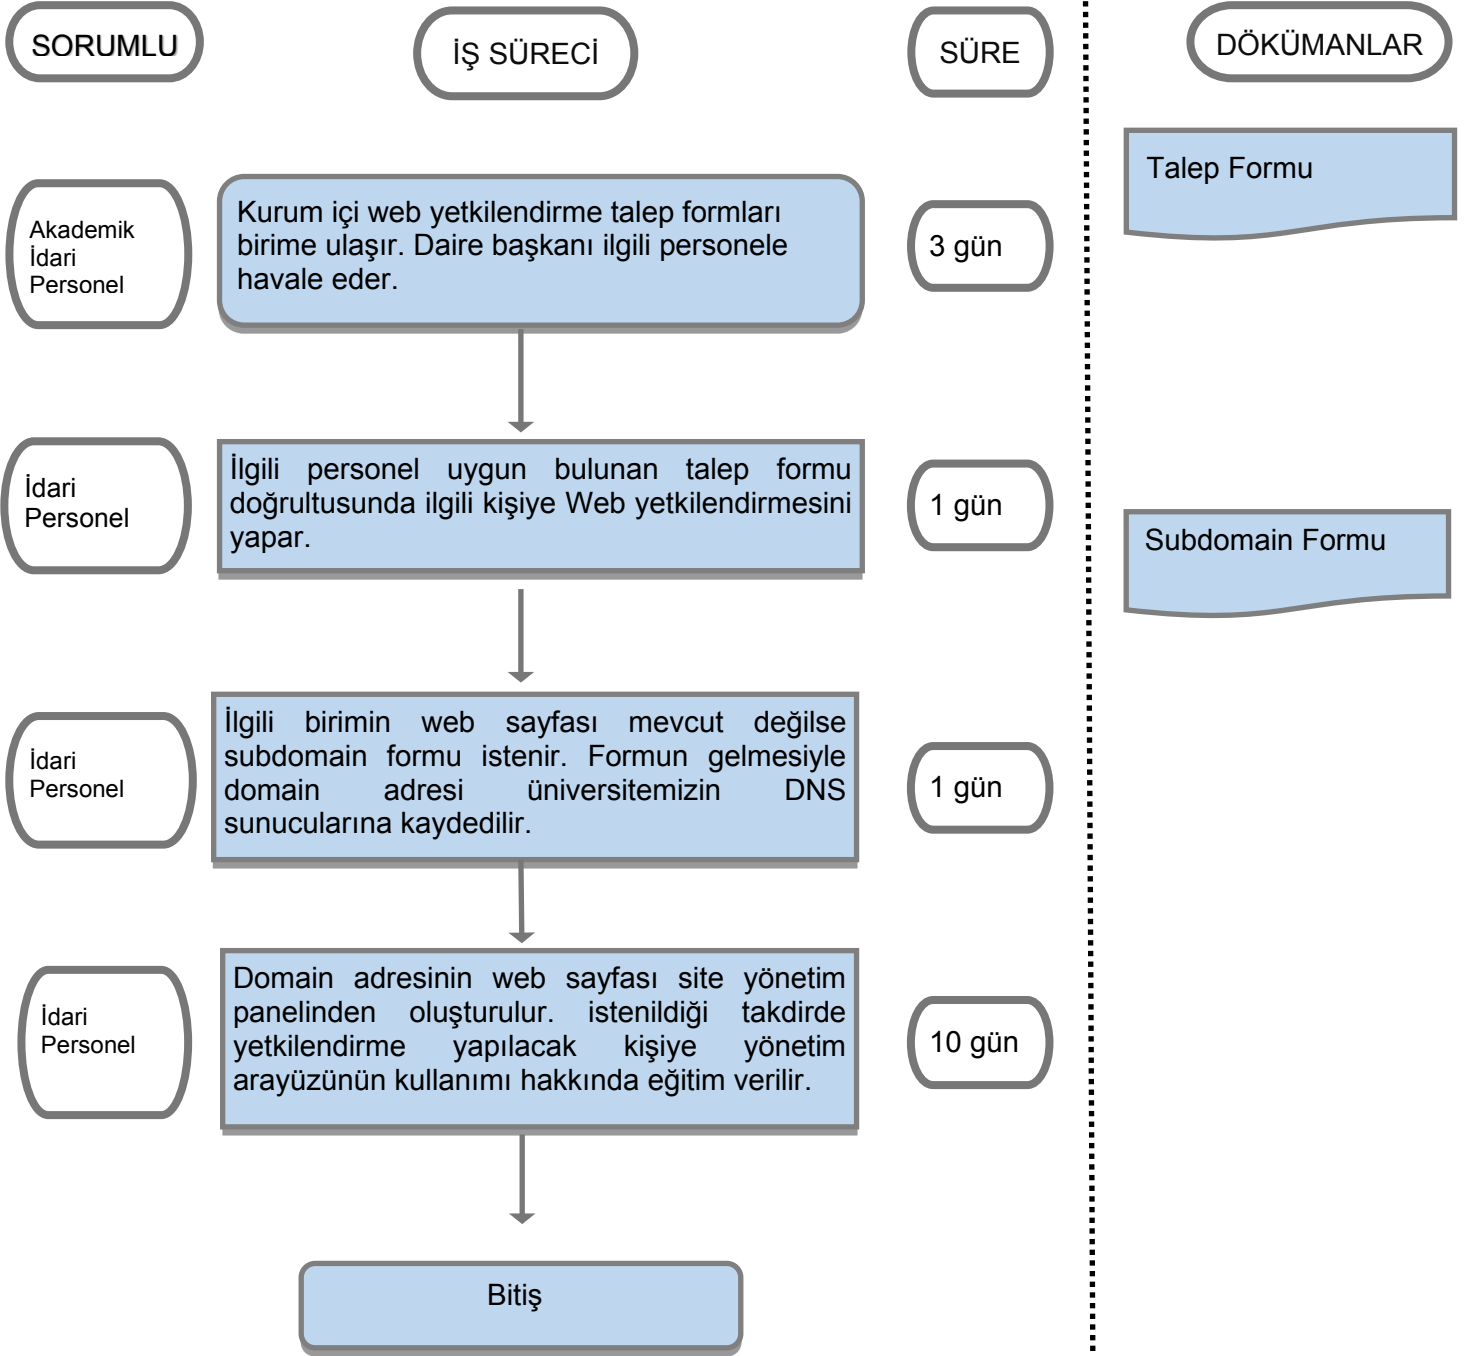 SORUMLU
İŞ SÜRECİ
SÜRE
DÖKÜMANLAR
Talep Formu
Akademik
İdari
Personel
Kurum içi web yetkilendirme talep formları
birime ulaşır. Daire başkanı ilgili personele
havale eder.
3 gün
İdari
Personel
İlgili personel uygun bulunan talep formu
doğrultusunda ilgili kişiye Web yetkilendirmesini
yapar.
1 gün
Subdomain Formu
İdari
Personel
İlgili birimin web sayfası mevcut değilse
subdomain formu istenir. Formun gelmesiyle
domain adresi üniversitemizin DNS
sunucularına kaydedilir.
1 gün
İdari
Personel
Domain adresinin web sayfası site yönetim
panelinden oluşturulur. istenildiği takdirde
yetkilendirme yapılacak kişiye yönetim
arayüzünün kullanımı hakkında eğitim verilir.
10 gün
Bitiş